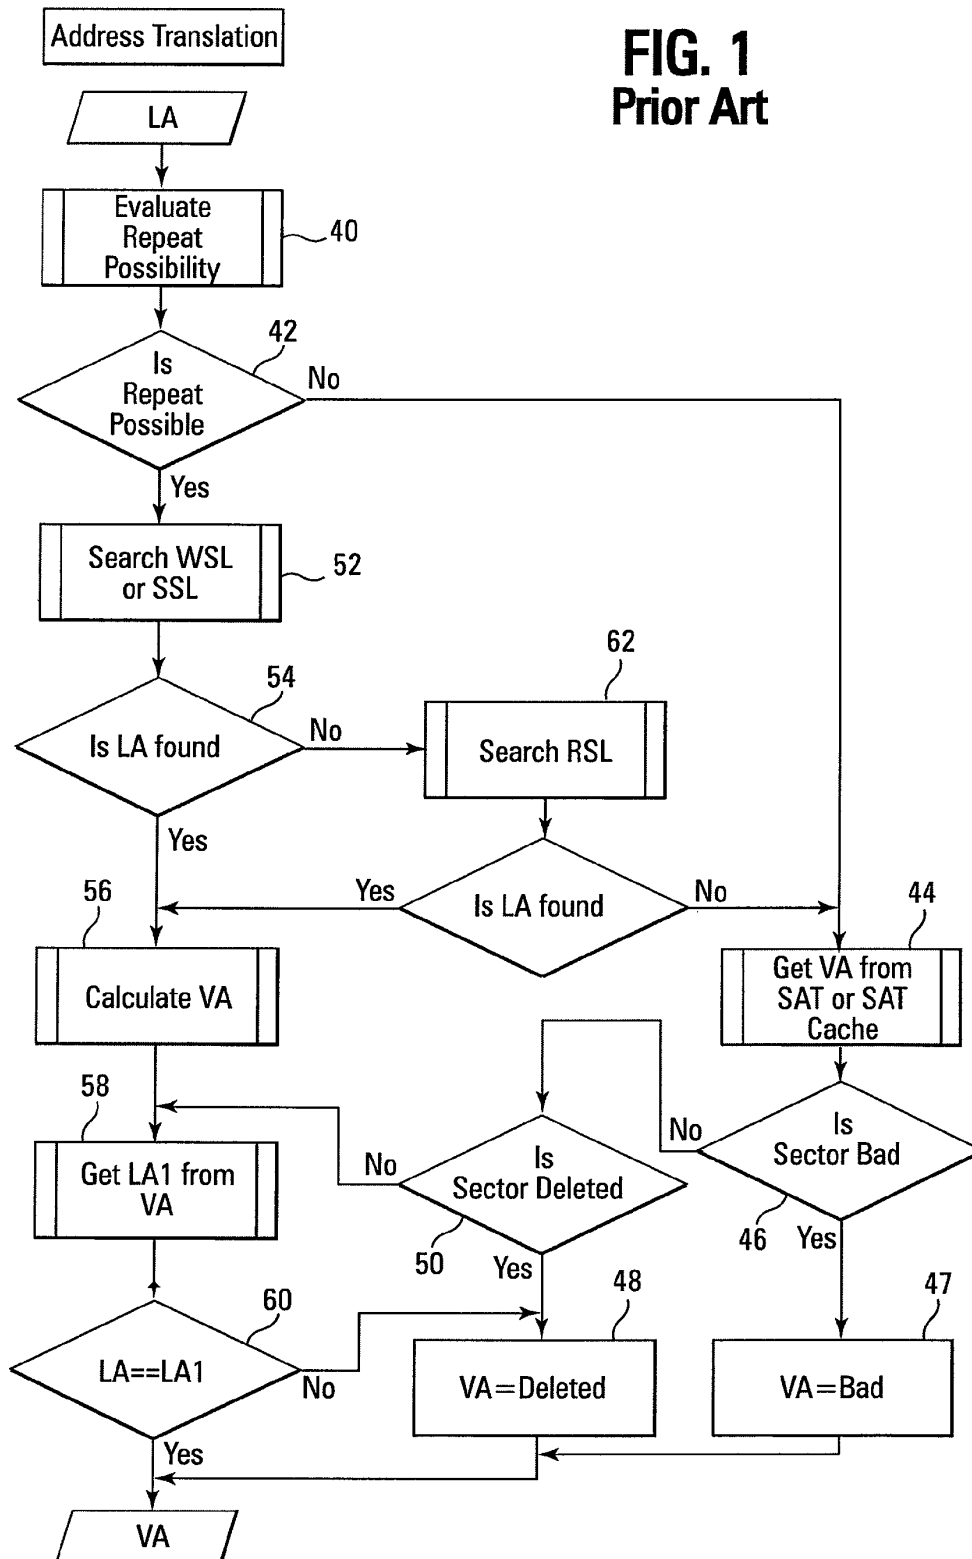 Address Translation
FIG. 1
Prior Art
LA
Evaluate
Repeat
Possibility
40
42
Is
Repeat
Possible
No
Yes
Search WSL
or SSL
52
62
54
Is LA found
No
Search RSL
Yes
Yes
Is LA found
No
56
44
Calculate VA
Get VA from
SAT or SAT
Cache
58
Get LA1 from
VA
No
Is
Sector Deleted
50
Yes
No
Is
Sector Bad
46
Yes
60
LA==LA1
No
Yes
48
VA=Deleted
47
VA=Bad
VA